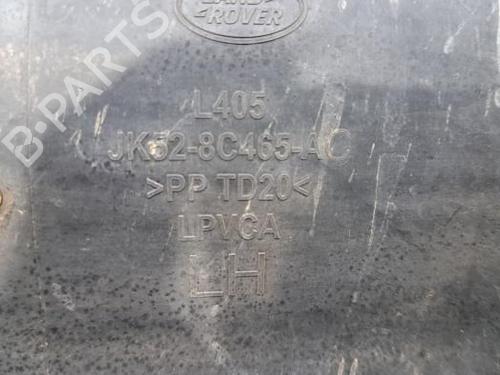 LAND
ROVER
L405
JK52-8C465-AC
>PP TD20<
LPVCA
LH
B-PARTS